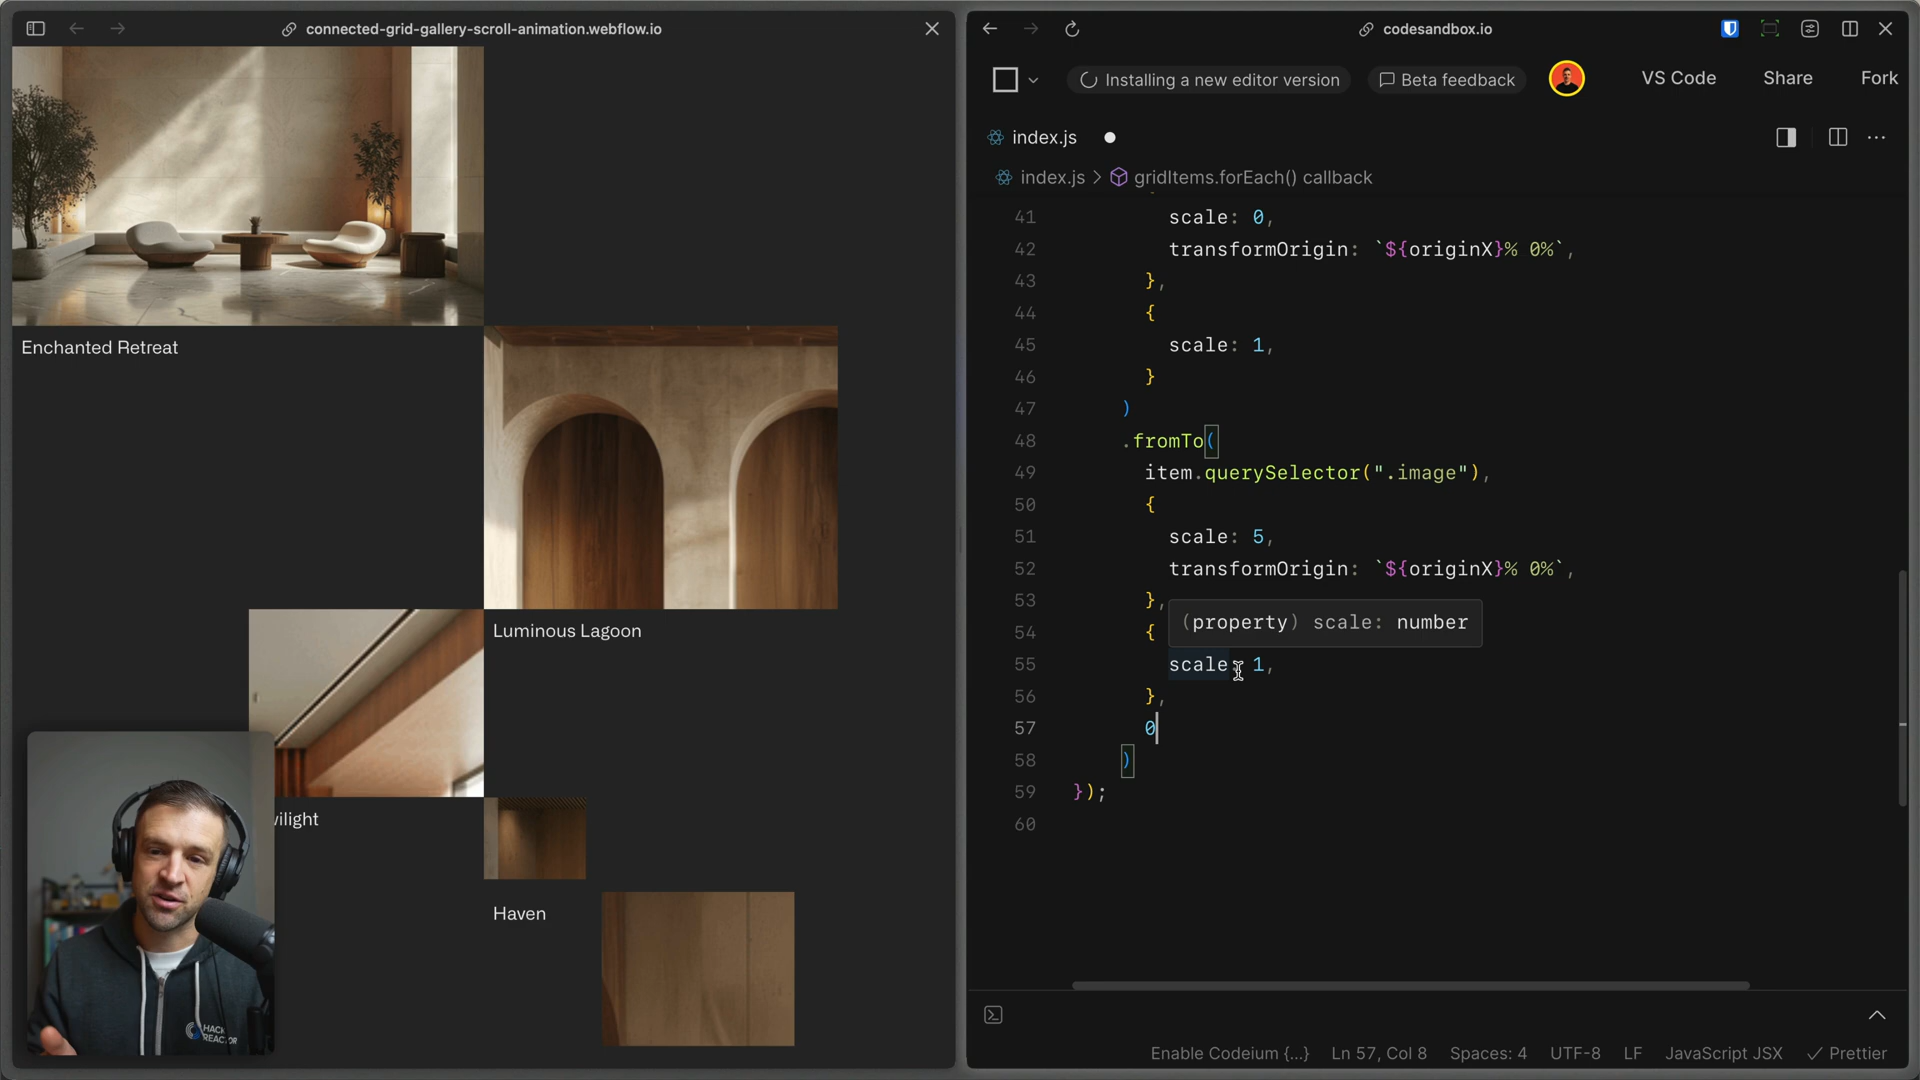 connected-grid-gallery-scroll-animation.webflow.io
Enchanted Retreat
Luminous Lagoon
wilight
Haven
HACK
REACTOR
codesandbox.io
Installing a new editor version
Beta feedback
VS Code
Share
Fork
index.js
index.js > gridItems.forEach() callback
41 scale: 0,
42 transformOrigin: `${originX}% 0%`,
43 },
44 {
45 scale: 1,
46 }
47 )
48 .fromTo(
49 item.querySelector(".image"),
50 {
51 scale: 5,
52 transformOrigin: `${originX}% 0%`,
53 },
(property) scale: number
54 {
55 scale: 1,
56 },
57 0
58 )
59 });
60
Enable Codeium {...} Ln 57, Col 8 Spaces: 4 UTF-8 LF JavaScript JSX Prettier